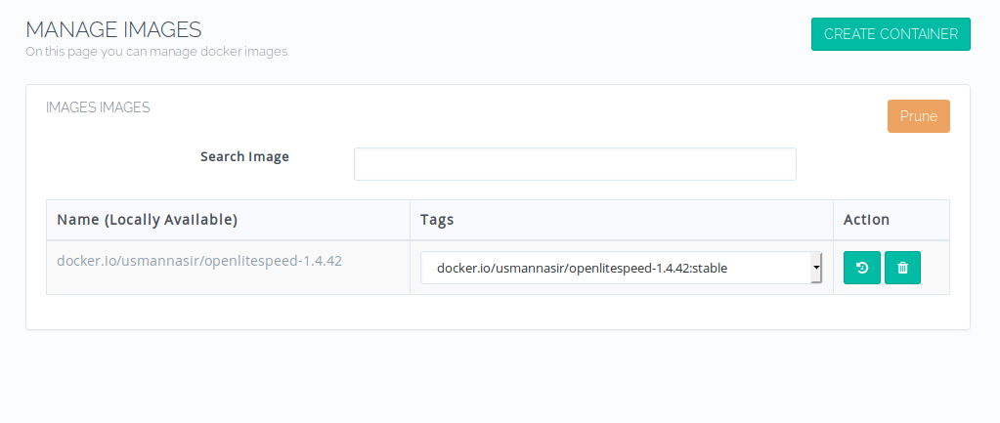 MANAGE IMAGES
On this page you can manage docker images.
CREATE CONTAINER
IMAGES IMAGES
Prune
Search Image
Name (Locally Available)
Tags
Action
docker.io/usmannasir/openlitespeed-1.4.42
docker.io/usmannasir/openlitespeed-1.4.42:stable